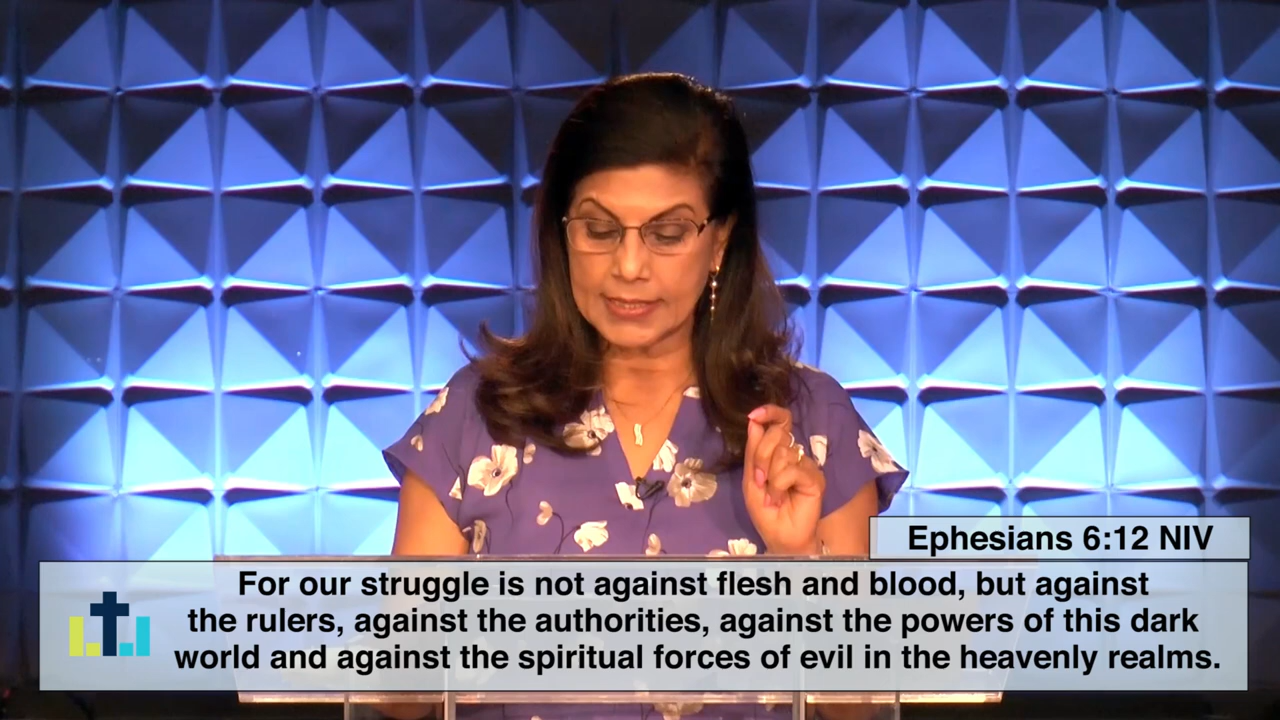 Ephesians 6:12 NIV
For our struggle is not against flesh and blood, but against
the rulers, against the authorities, against the powers of this dark
world and against the spiritual forces of evil in the heavenly realms.